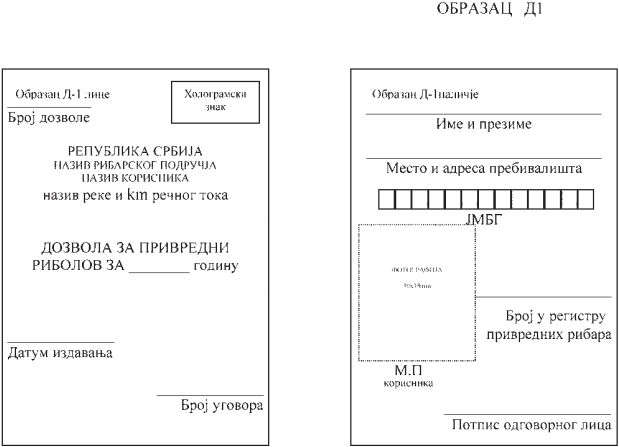 ОБРАЗАЦ Д1
Образац Д-1 лице
Холограмски
знак
Број дозволе
РЕПУБЛИКА СРБИЈА
НАЗИВ РИБАРСКОГ ПОДРУЧЈА
НАЗИВ КОРИСНИКА
назив реке и km речног тока
ДОЗВОЛА ЗА ПРИВРЕДНИ
РИБОЛОВ ЗА ________ годину
Датум издавања
Број уговора
Образац Д-1наличје
Име и презиме
Место и адреса пребивалишта
ЈМБГ
Број у регистру
привредних рибара
М.П
корисника
Потпис одговорног лица